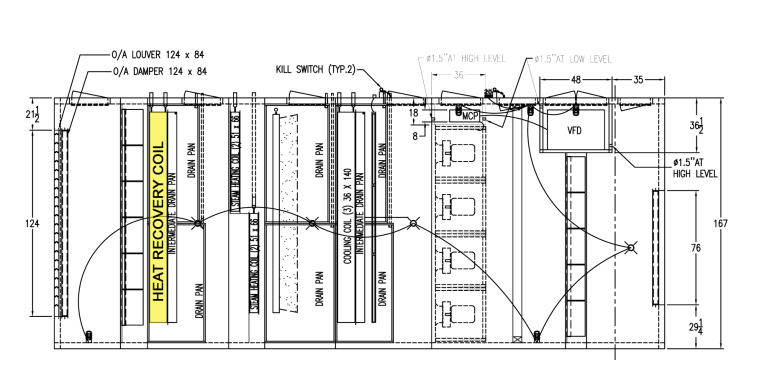 O/A LOUVER 124 x 84
O/A DAMPER 124 x 84
KILL SWITCH (TYP.2)
ø1.5"AT HIGH LEVEL
ø1.5"AT LOW LEVEL
36
48
35
21 1/2
18
8
MCP
VFD
36 1/2
ø1.5"AT
HIGH LEVEL
124
HEAT RECOVERY COIL
INTERMEDIATE DRAIN PAN
DRAIN PAN
DRAIN PAN
STEAM HEATING COIL (2) 51 x 66
STEAM HEATING COIL (2) 51 x 66
DRAIN PAN
DRAIN PAN
COOLING COIL (3) 36 X 140
INTERMEDIATE DRAIN PAN
DRAIN PAN
DRAIN PAN
76
167
29 1/4